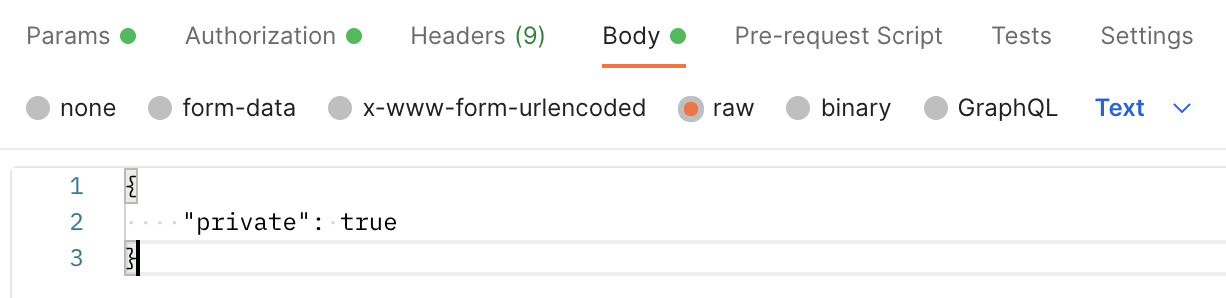 Params Authorization Headers (9) Body Pre-request Script Tests Settings
none form-data x-www-form-urlencoded raw binary GraphQL Text
1 {
2     "private": true
3 }